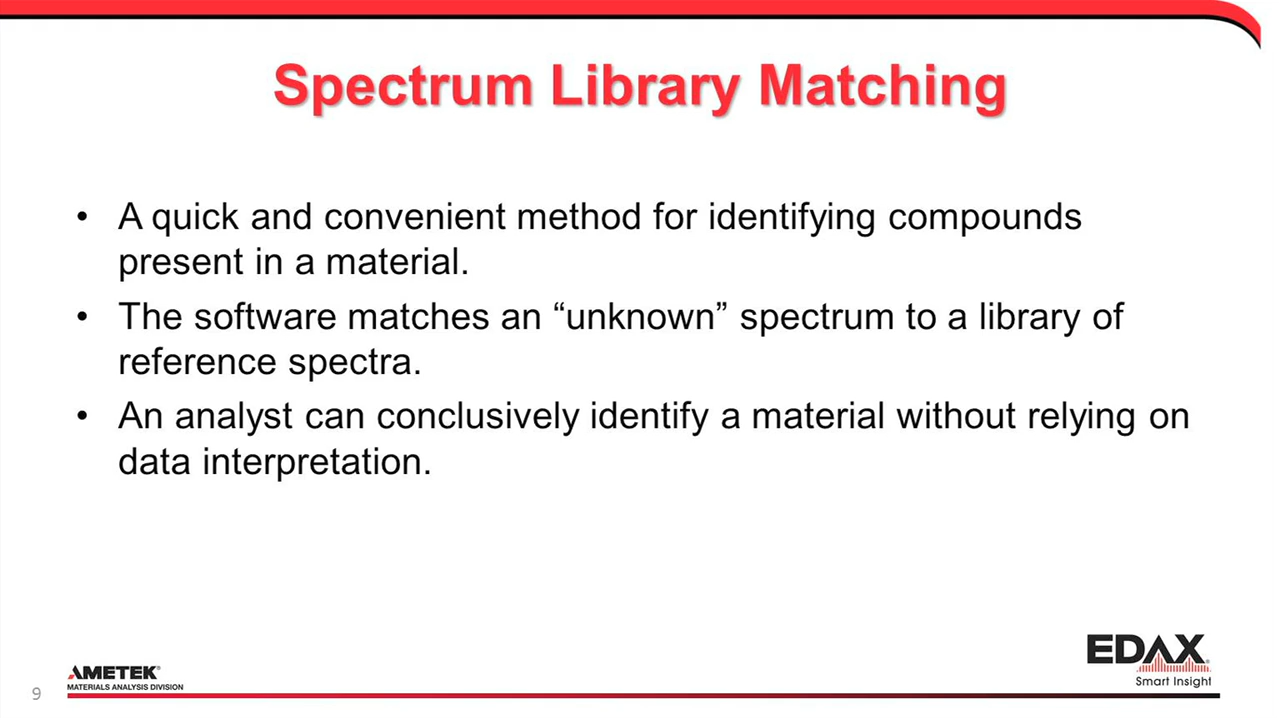 Spectrum Library Matching
• A quick and convenient method for identifying compounds
present in a material.
• The software matches an “unknown” spectrum to a library of
reference spectra.
• An analyst can conclusively identify a material without relying on
data interpretation.
9
AMETEK®
MATERIALS ANALYSIS DIVISION
EDAX®
Smart Insight